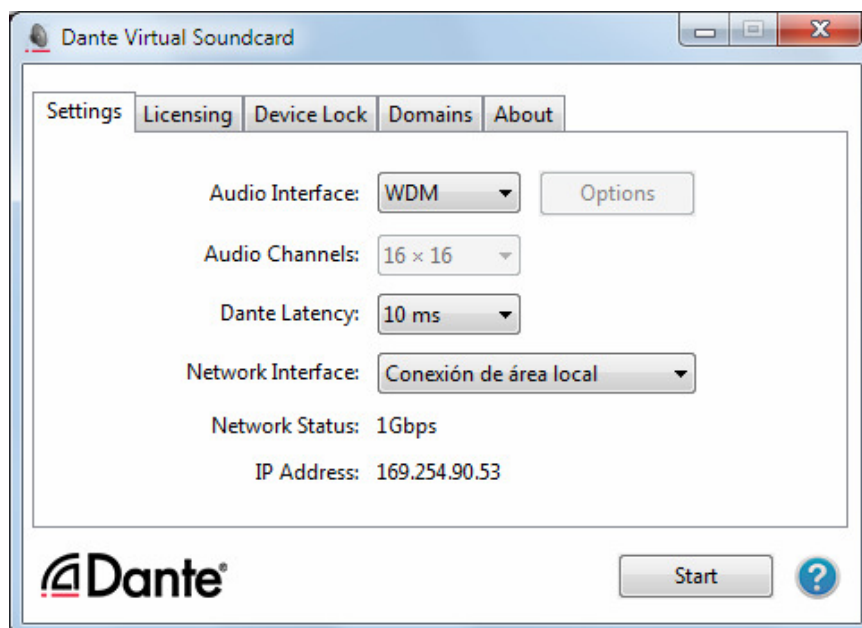 Dante Virtual Soundcard
Settings Licensing Device Lock Domains About
Audio Interface: WDM Options
Audio Channels: 16 × 16
Dante Latency: 10 ms
Network Interface: Conexión de área local
Network Status: 1Gbps
IP Address: 169.254.90.53
Dante® Start ?